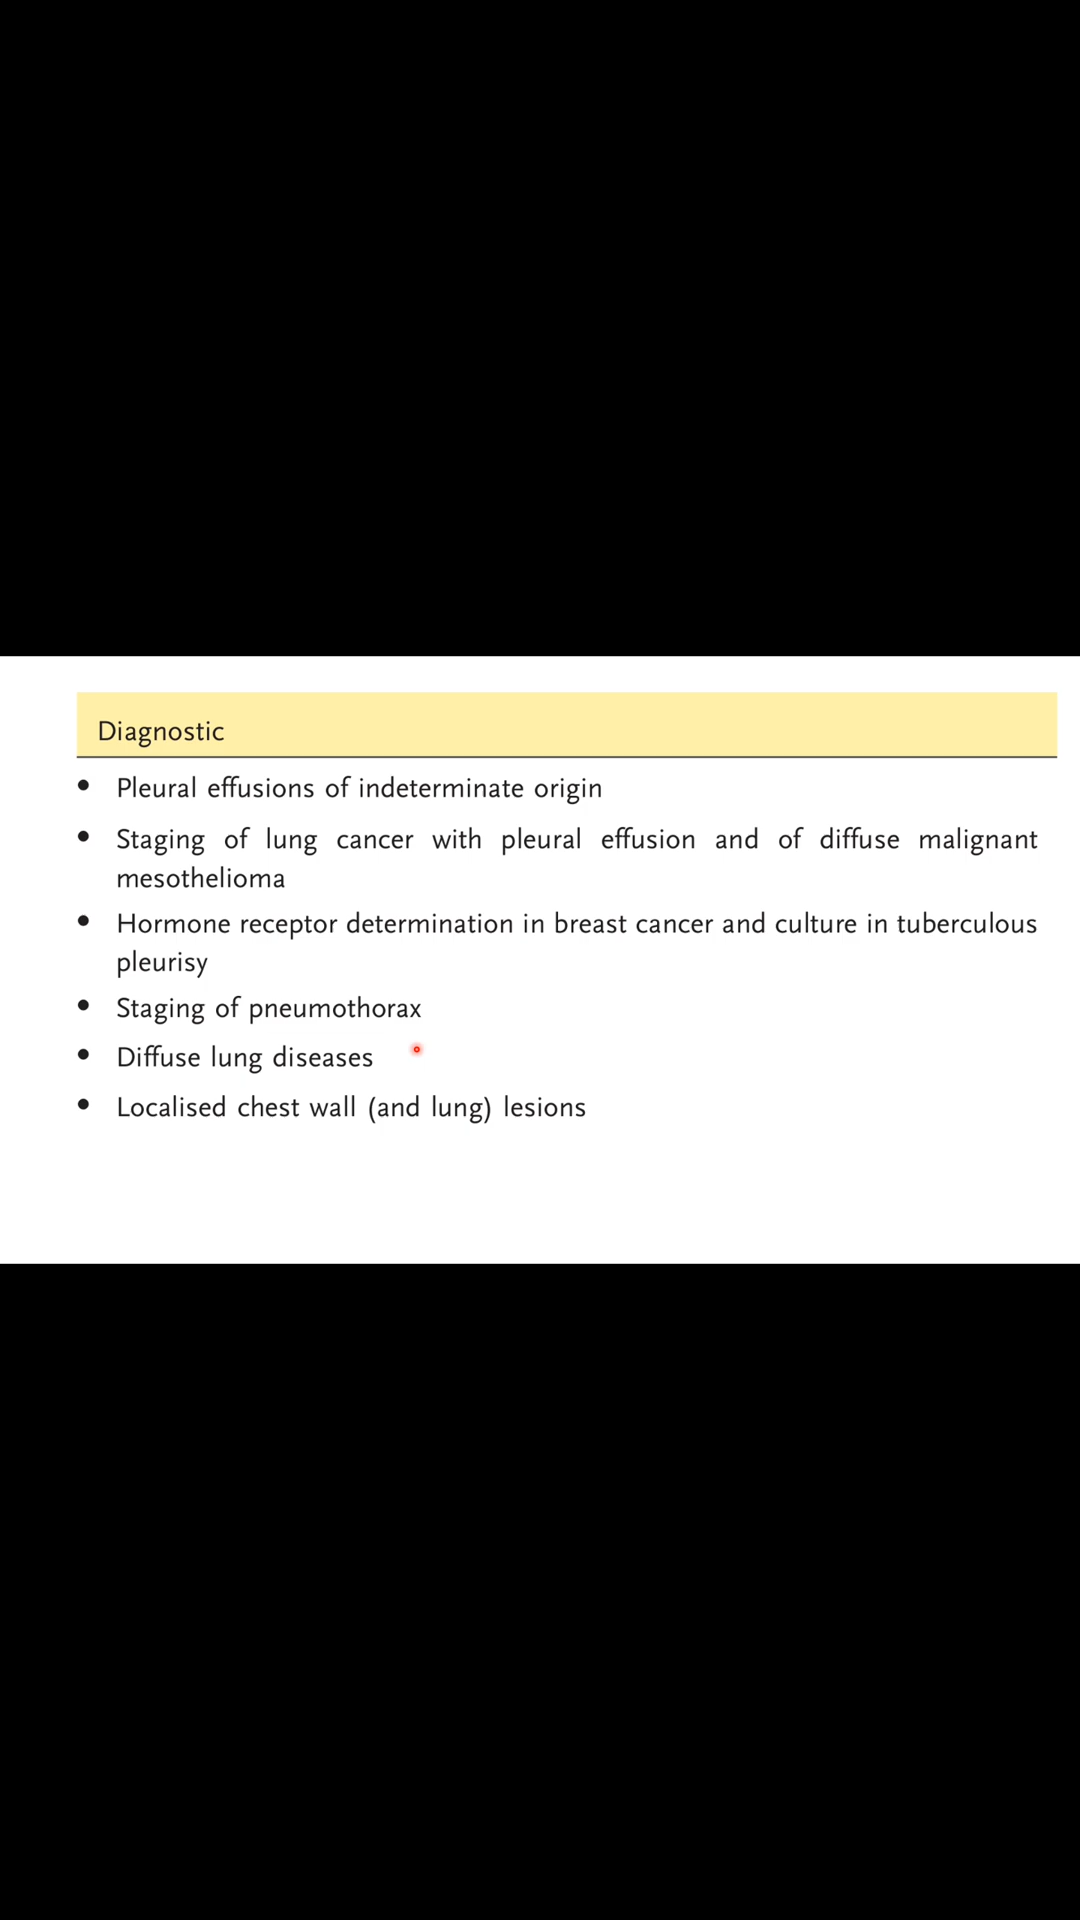 Diagnostic
• Pleural effusions of indeterminate origin
• Staging of lung cancer with pleural effusion and of diffuse malignant
mesothelioma
• Hormone receptor determination in breast cancer and culture in tuberculous
pleurisy
• Staging of pneumothorax
• Diffuse lung diseases
• Localised chest wall (and lung) lesions